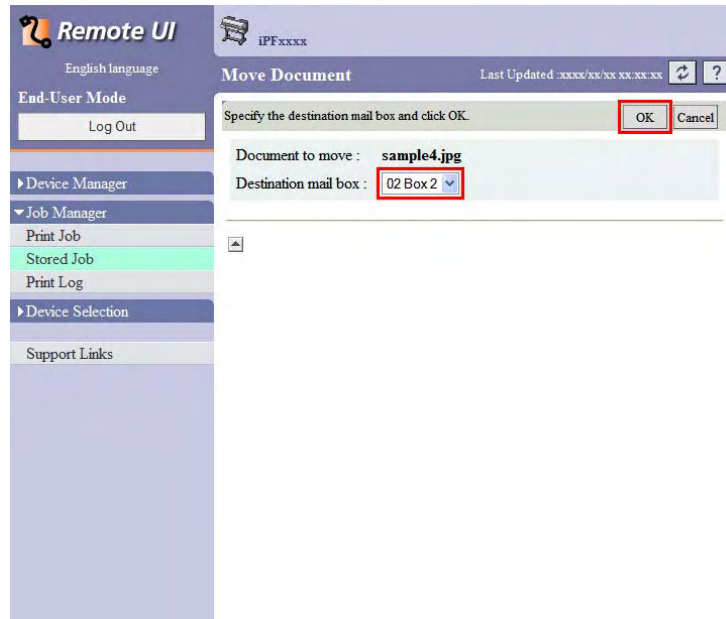 Remote UI
English language
End-User Mode
Log Out
▶Device Manager
▼Job Manager
Print Job
Stored Job
Print Log
▶Device Selection
Support Links
iPFxxxx
Move Document
Last Updated :xxxx/xx/xx xx:xx:xx
?
Specify the destination mail box and click OK.
OK
Cancel
Document to move : sample4.jpg
Destination mail box : 02 Box 2